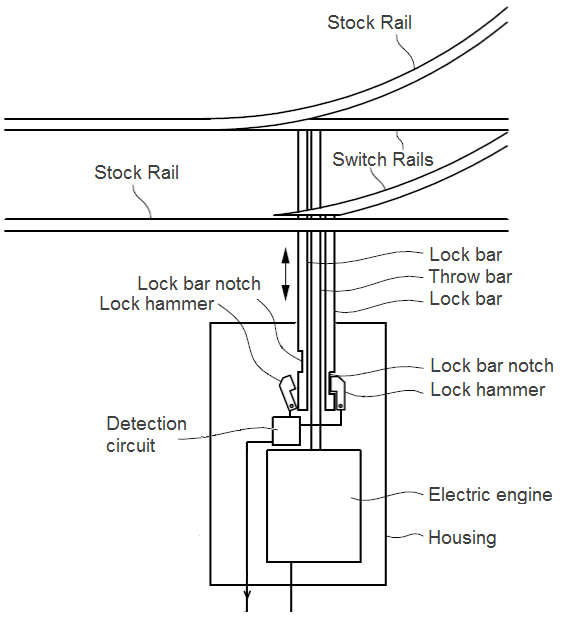 Stock Rail
Switch Rails
Stock Rail
Lock bar
Throw bar
Lock bar
Lock bar notch
Lock hammer
Lock bar notch
Lock hammer
Detection
circuit
Electric engine
Housing